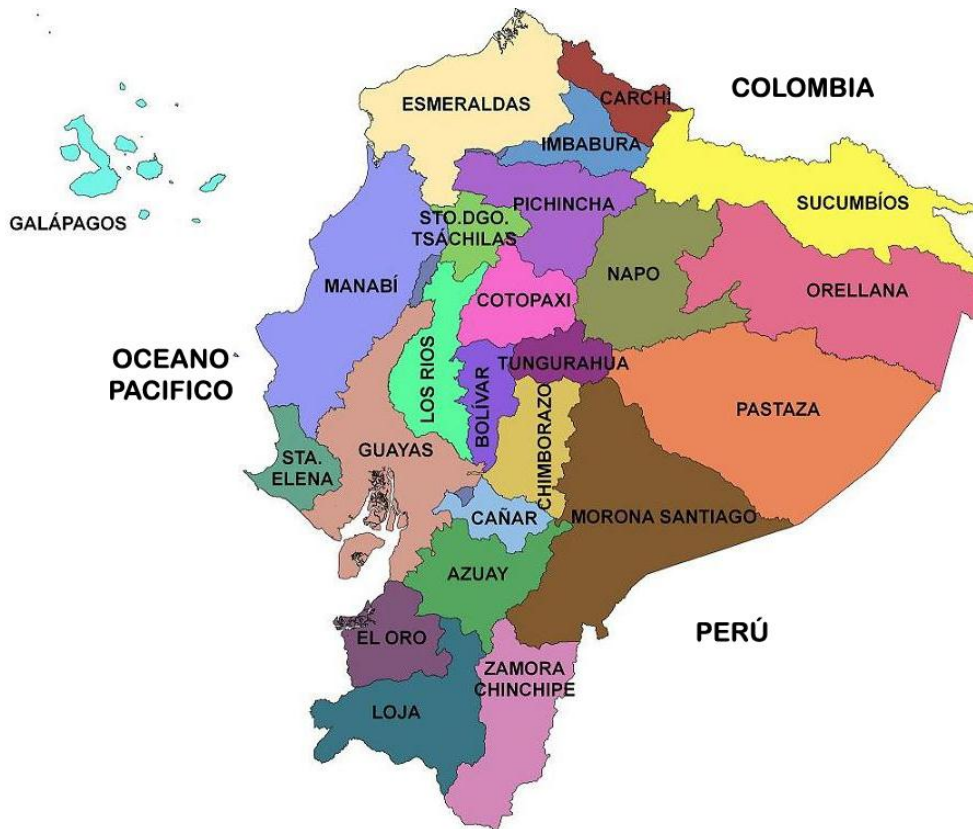 COLOMBIA
CARCHI
ESMERALDAS
IMBABURA
PICHINCHA
SUCUMBÍOS
GALÁPAGOS
STO.DGO.
TSÁCHILAS
NAPO
MANABÍ
COTOPAXI
ORELLANA
OCEANO
PACIFICO
TUNGURAHUA
LOS RIOS
BOLÍVAR
CHIMBORAZO
PASTAZA
GUAYAS
STA.
ELENA
CAÑAR
MORONA SANTIAGO
AZUAY
PERÚ
EL ORO
ZAMORA
CHINCHIPE
LOJA